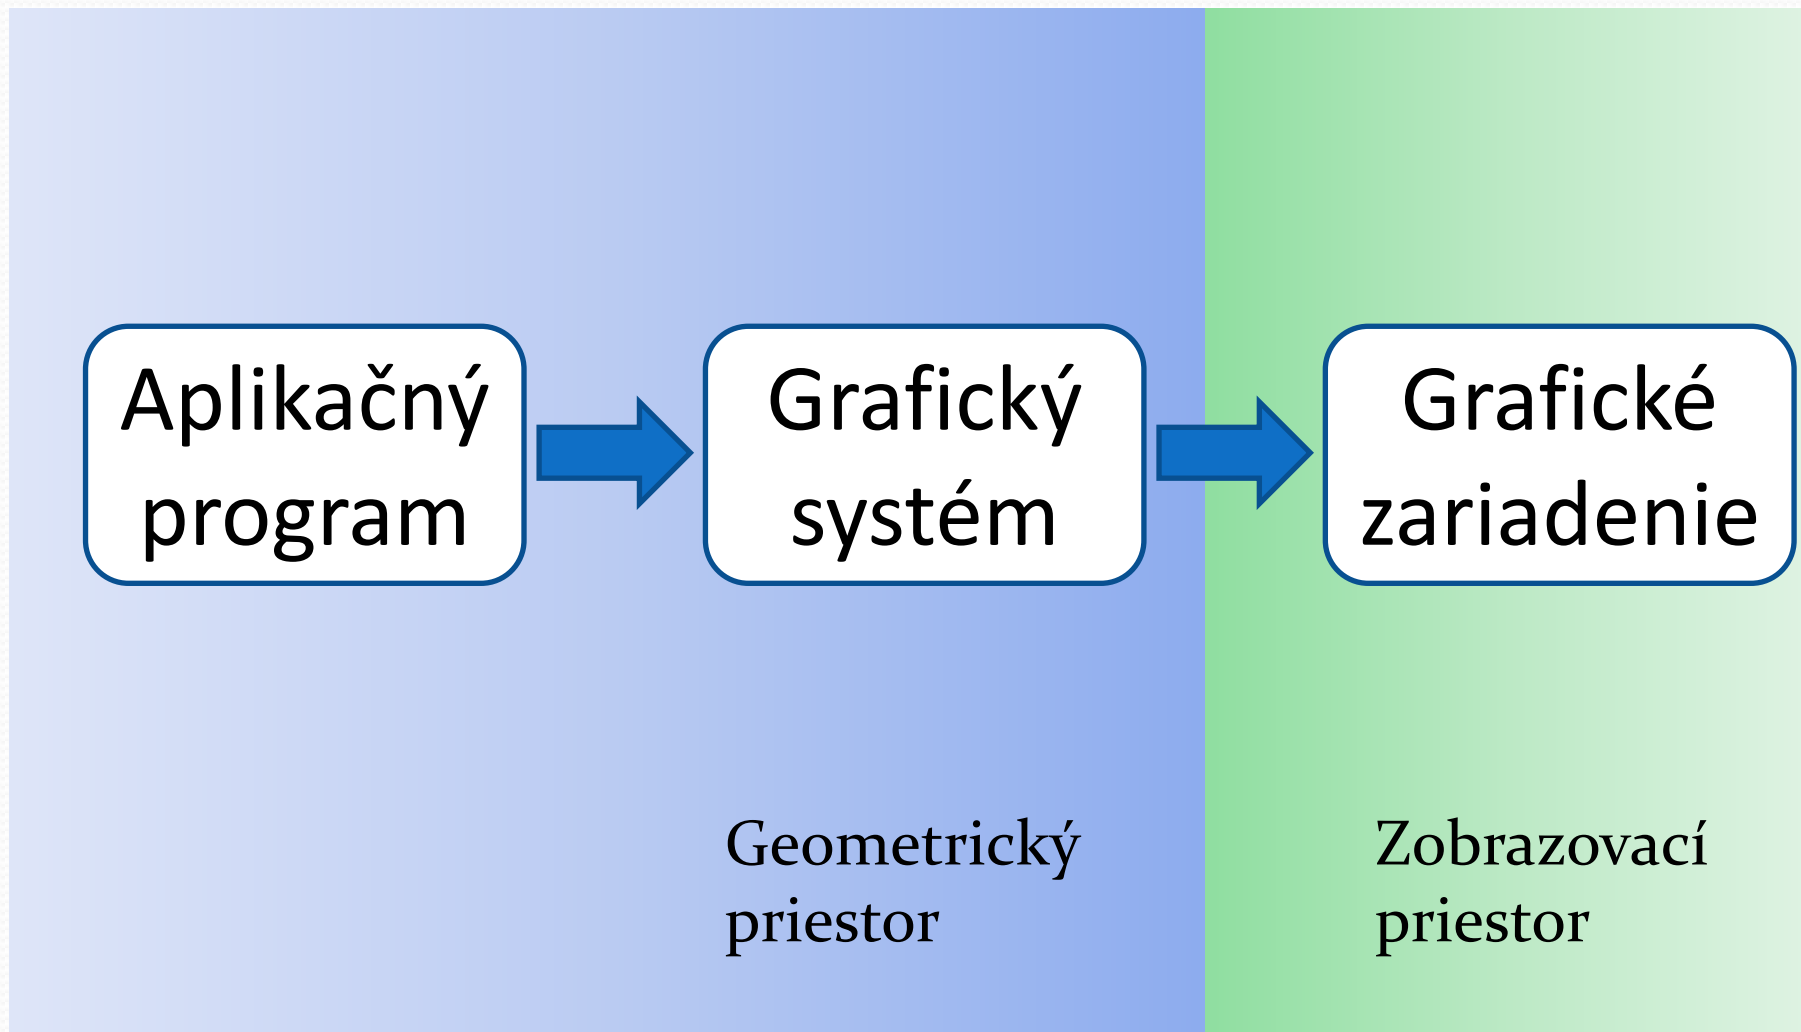 Aplikačný
program
Grafický
systém
Grafické
zariadenie
Geometrický
priestor
Zobrazovací
priestor